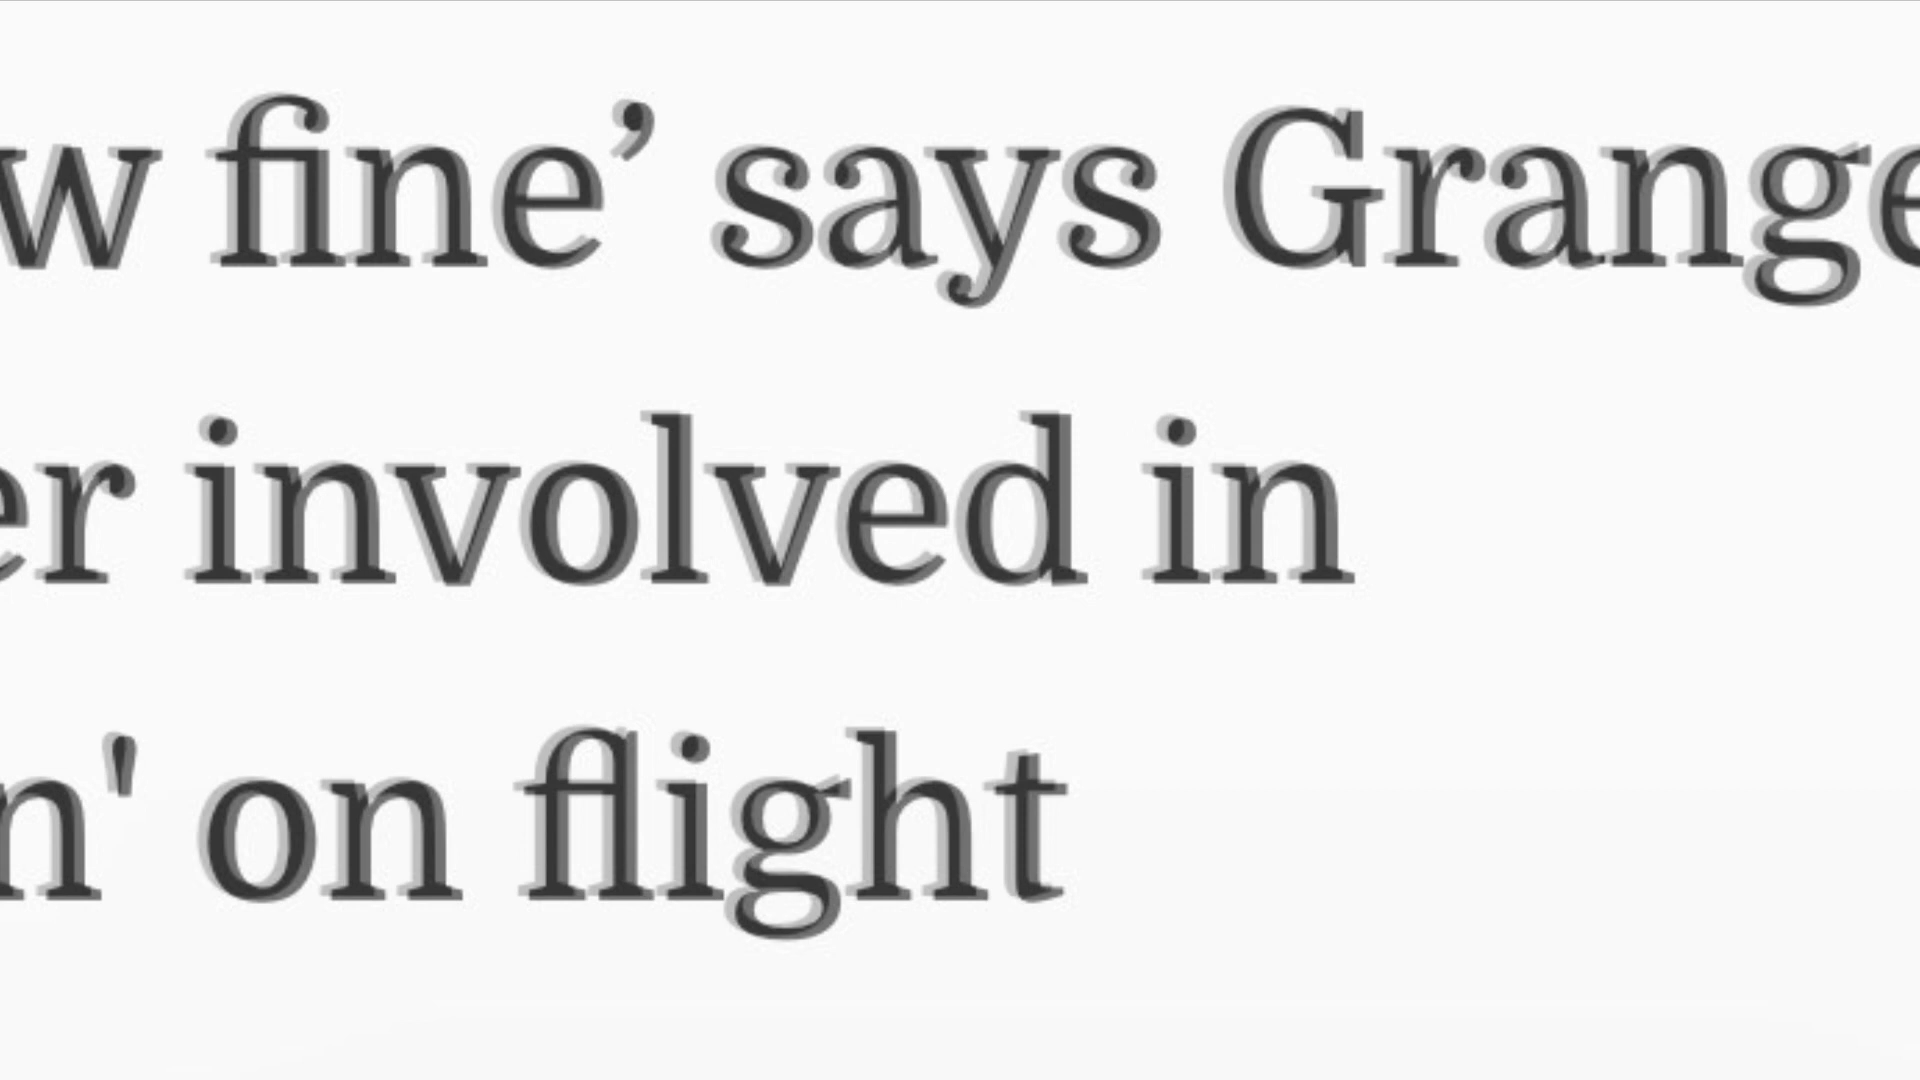 w fine’ says Grange
er involved in
n' on flight